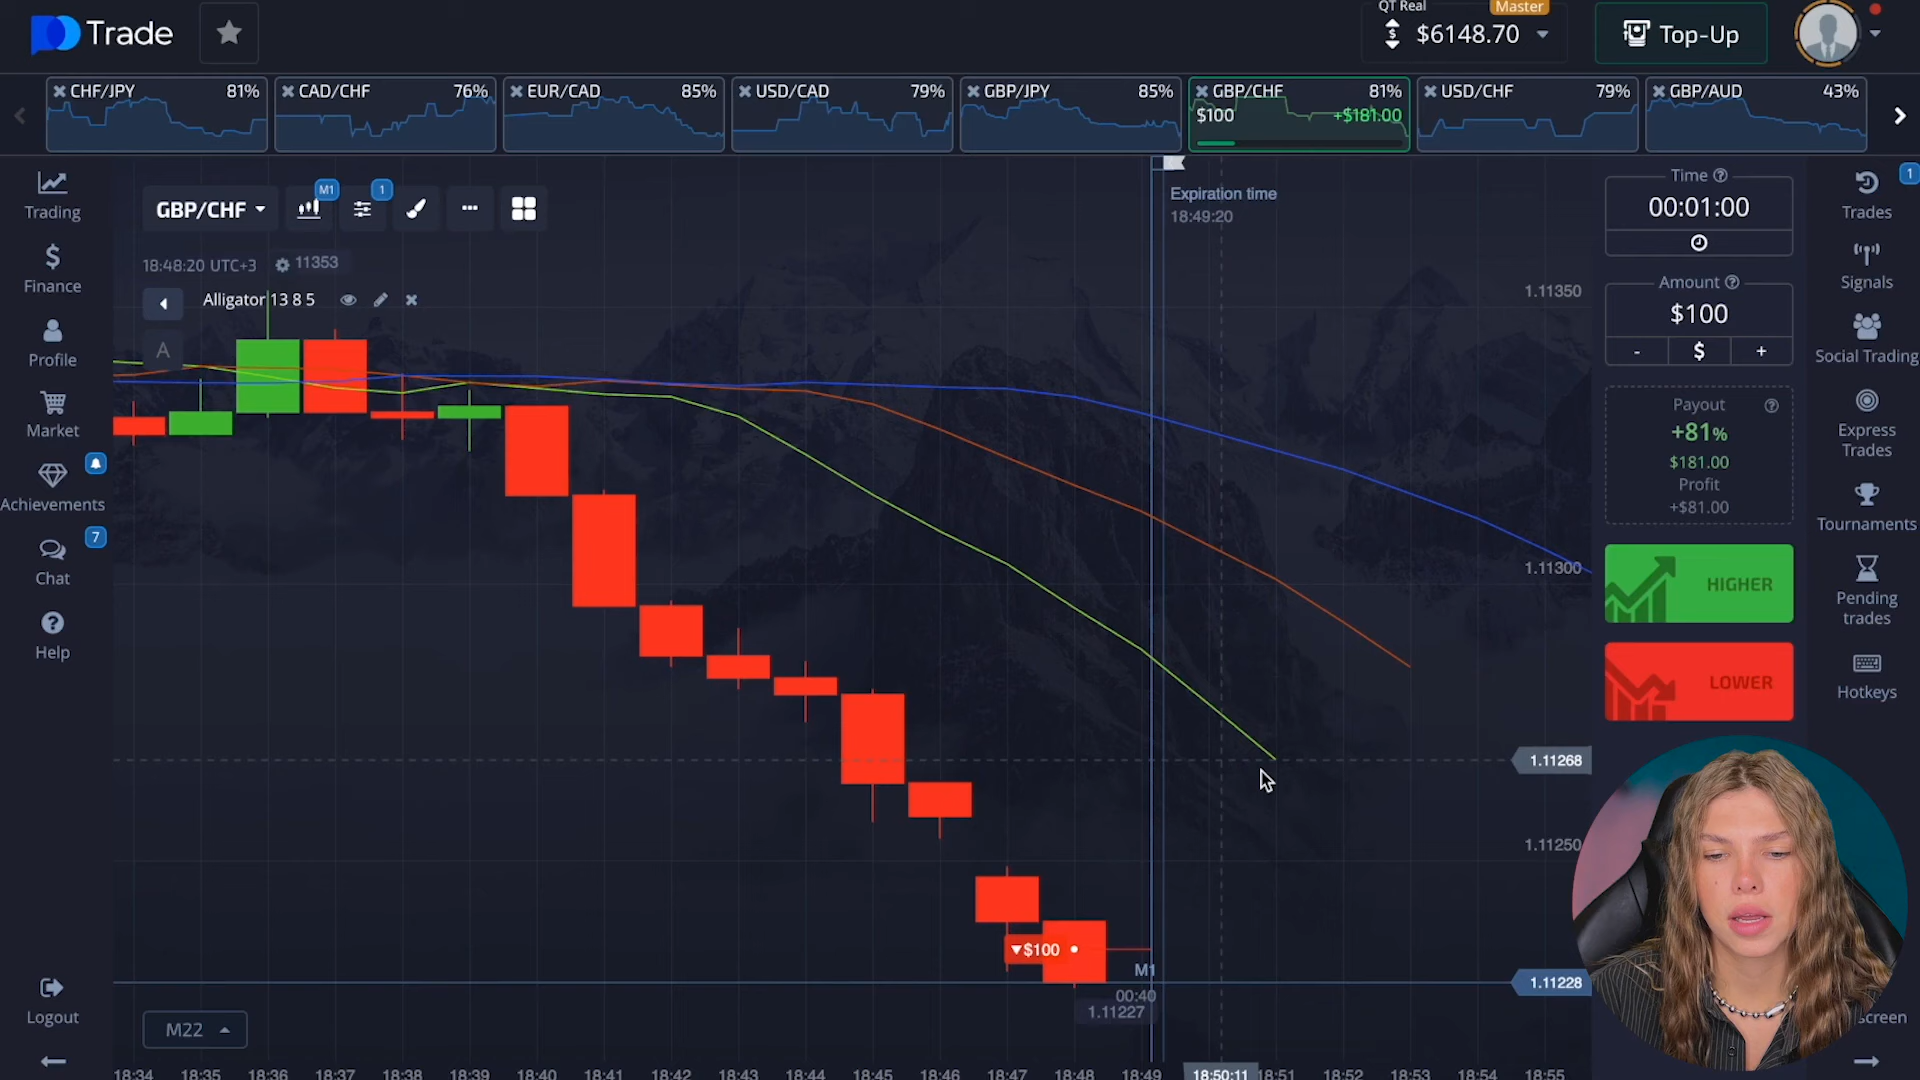 Trade
QT Real
Master
$6148.70
Top-Up
CHF/JPY 81%
CAD/CHF 76%
EUR/CAD 85%
USD/CAD 79%
GBP/JPY 85%
GBP/CHF 81%
$100 +$181.00
USD/CHF 79%
GBP/AUD 43%
Trading
Finance
Profile
Market
Achievements
Chat
7
Help
Logout
GBP/CHF
M1
1
18:48:20 UTC+3
11353
Alligator 13 8 5
A
Expiration time
18:49:20
1.11350
1.11300
1.11268
1.11250
1.11228
$100
M1
00:40
1.11227
M22
18:34 18:35 18:36 18:37 18:38 18:39 18:40 18:41 18:42 18:43 18:44 18:45 18:46 18:47 18:48 18:49 18:50:11 18:51 18:52 18:53 18:54 18:55
Time
00:01:00
Amount
$100
- $ +
Payout
+81%
$181.00
Profit
+$81.00
HIGHER
LOWER
1
Trades
Signals
Social Trading
Express
Trades
Tournaments
Pending
trades
Hotkeys
screen